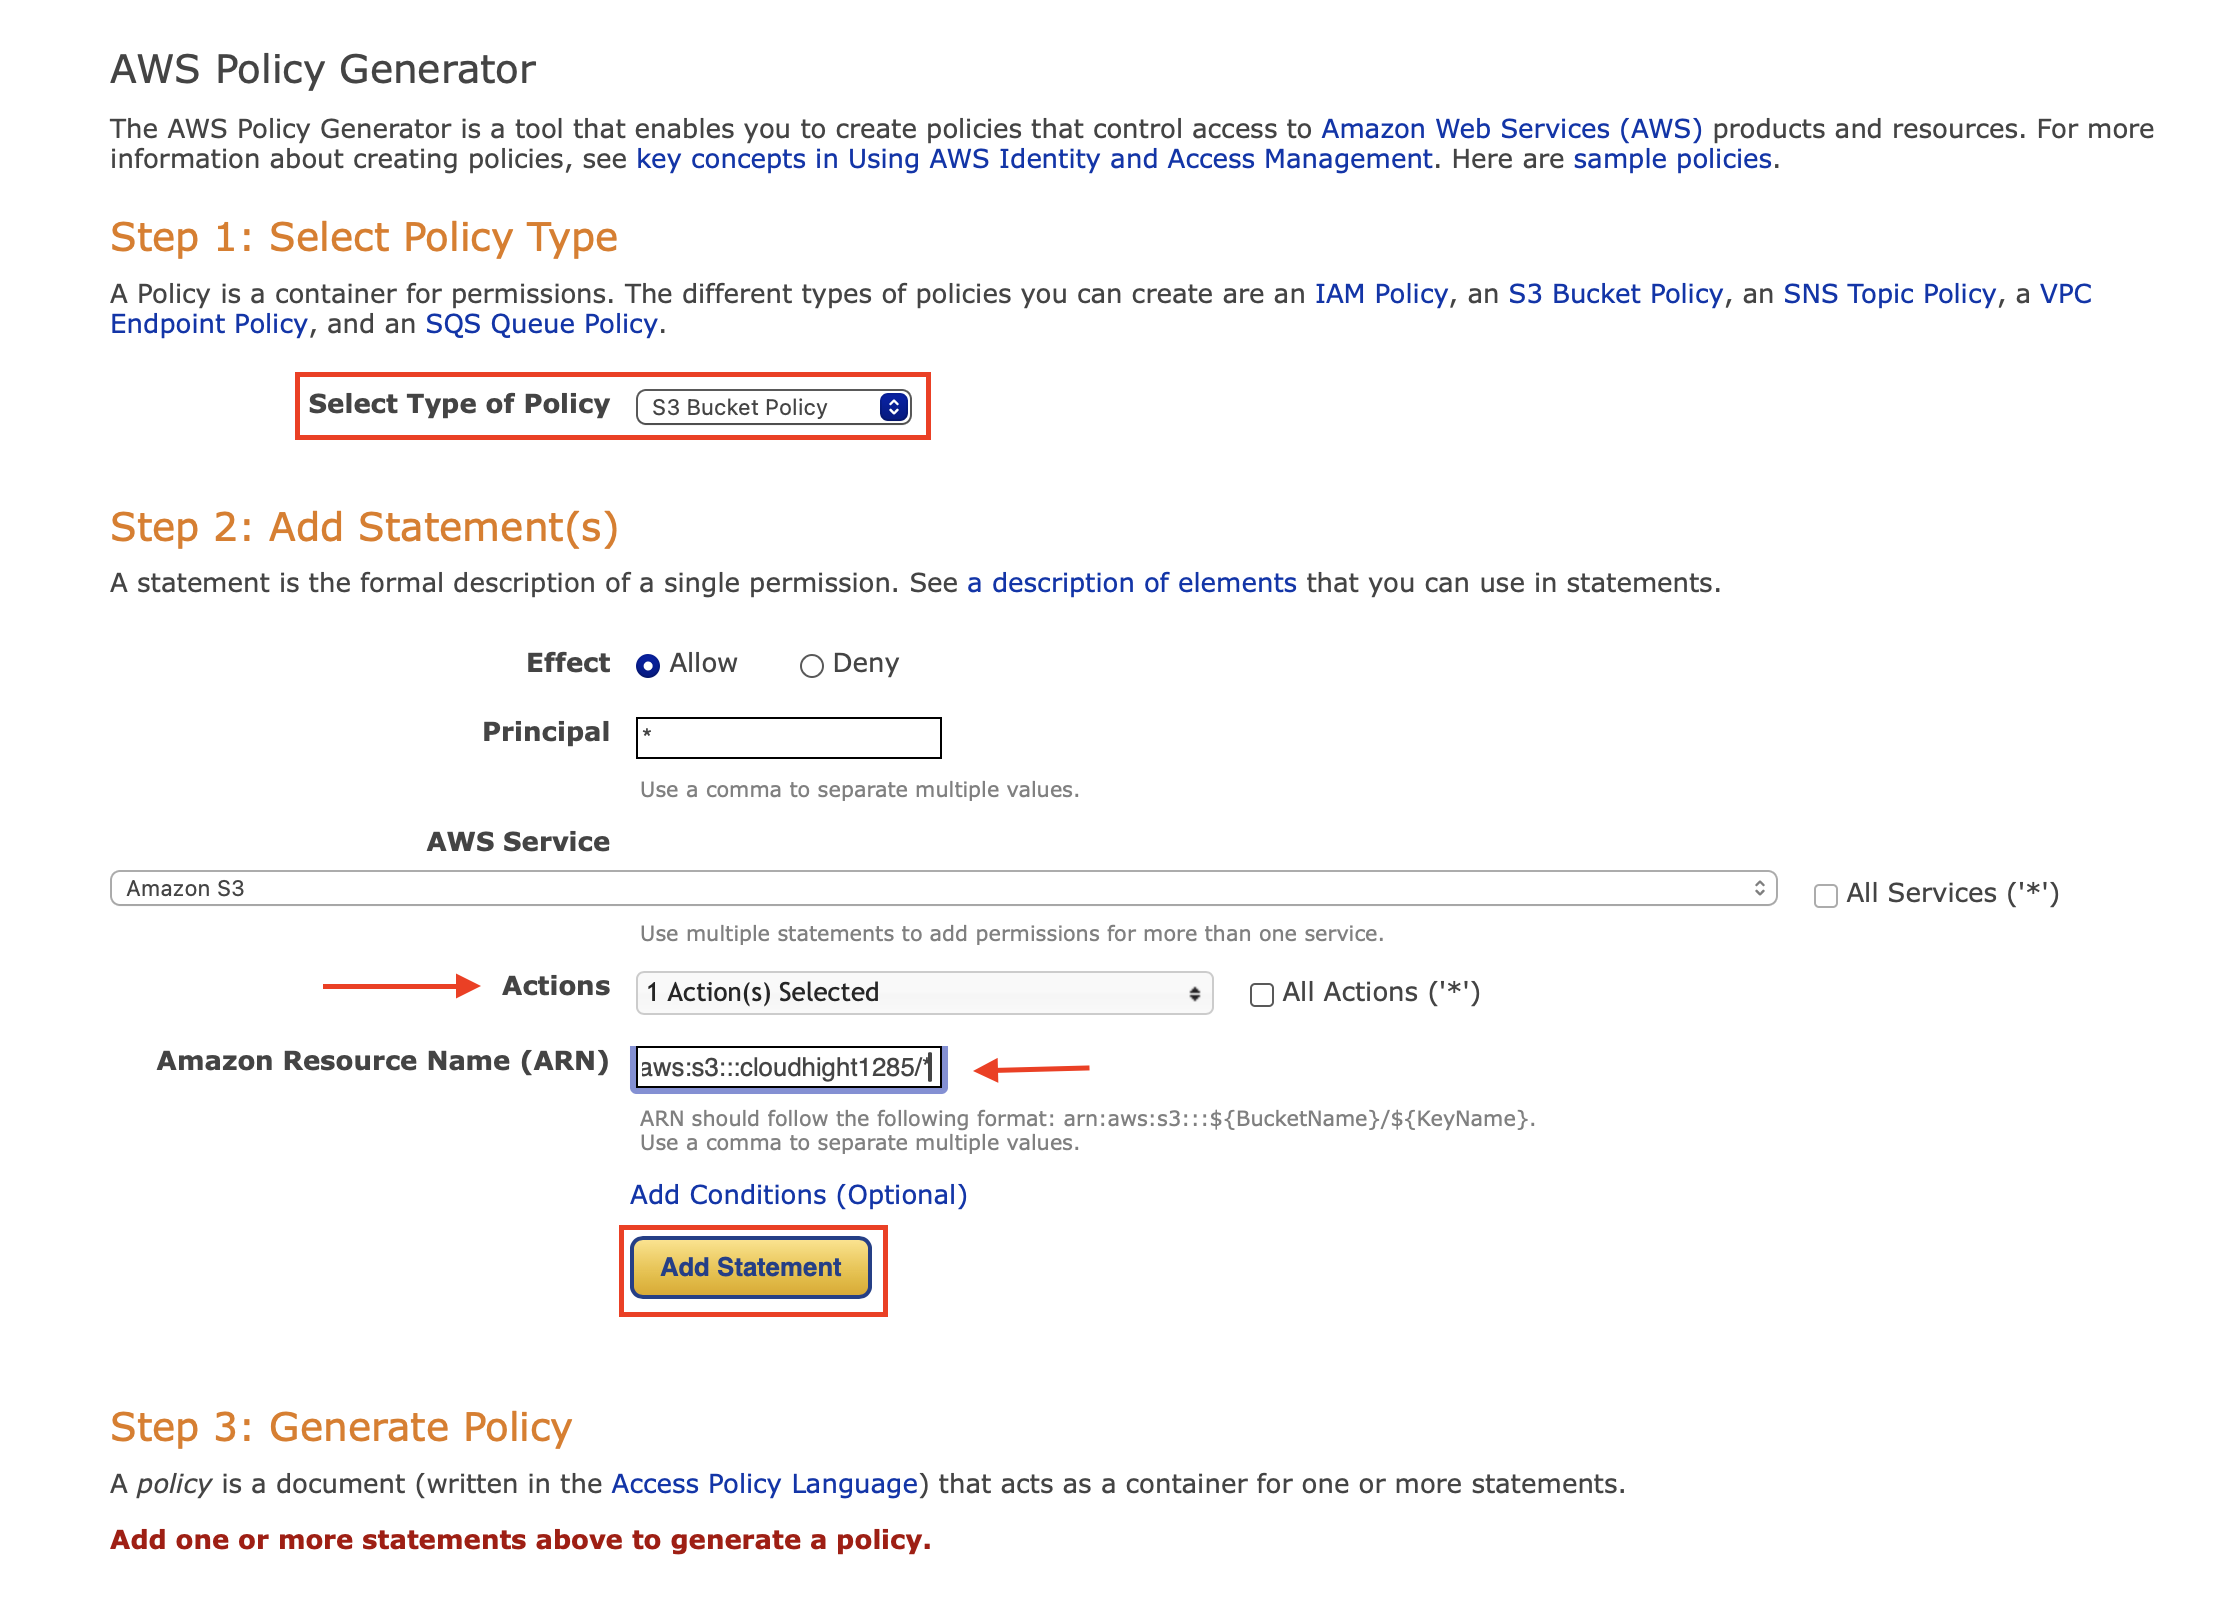 AWS Policy Generator
The AWS Policy Generator is a tool that enables you to create policies that control access to Amazon Web Services (AWS) products and resources. For more
information about creating policies, see key concepts in Using AWS Identity and Access Management. Here are sample policies.
Step 1: Select Policy Type
A Policy is a container for permissions. The different types of policies you can create are an IAM Policy, an S3 Bucket Policy, an SNS Topic Policy, a VPC
Endpoint Policy, and an SQS Queue Policy.
Select Type of Policy S3 Bucket Policy
Step 2: Add Statement(s)
A statement is the formal description of a single permission. See a description of elements that you can use in statements.
Effect Allow Deny
Principal *
Use a comma to separate multiple values.
AWS Service
Amazon S3 All Services ('*')
Use multiple statements to add permissions for more than one service.
Actions 1 Action(s) Selected All Actions ('*')
Amazon Resource Name (ARN) aws:s3:::cloudhight1285/*
ARN should follow the following format: arn:aws:s3:::${BucketName}/${KeyName}.
Use a comma to separate multiple values.
Add Conditions (Optional)
Add Statement
Step 3: Generate Policy
A policy is a document (written in the Access Policy Language) that acts as a container for one or more statements.
Add one or more statements above to generate a policy.